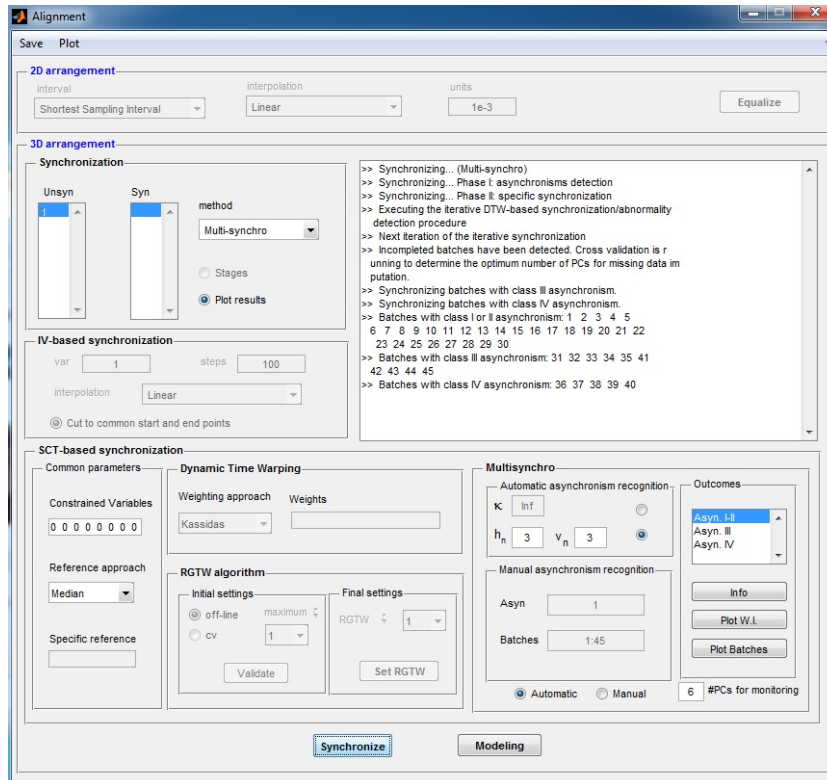 Alignment
Save Plot
2D arrangement
interval interpolation units
Shortest Sampling Interval Linear 1e-3 Equalize
3D arrangement
Synchronization
Unsyn Syn
1
method
Multi-synchro
Stages
Plot results
>> Synchronizing... (Multi-synchro)
>> Synchronizing... Phase I: asynchronisms detection
>> Synchronizing... Phase II: specific synchronization
>> Executing the iterative DTW-based synchronization/abnormality
detection procedure
>> Next iteration of the iterative synchronization
>> Incompleted batches have been detected. Cross validation is r
unning to determine the optimum number of PCs for missing data im
putation.
>> Synchronizing batches with class III asynchronism.
>> Synchronizing batches with class IV asynchronism.
>> Batches with class I or II asynchronism: 1 2 3 4 5
6 7 8 9 10 11 12 13 14 15 16 17 18 19 20 21 22
23 24 25 26 27 28 29 30
>> Batches with class III asynchronism: 31 32 33 34 35 41
42 43 44 45
>> Batches with class IV asynchronism: 36 37 38 39 40
IV-based synchronization
var 1 steps 100
interpolation Linear
Cut to common start and end points
SCT-based synchronization
Common parameters
Constrained Variables
0 0 0 0 0 0 0 0
Reference approach
Median
Specific reference
Dynamic Time Warping
Weighting approach Weights
Kassidas
RGTW algorithm
Initial settings
off-line maximum ζ
cv 1
Validate
Final settings
RGTW ζ 1
Set RGTW
Multisynchro
Automatic asynchronism recognition
κ Inf
hn 3 vn 3
Manual asynchronism recognition
Asyn 1
Batches 1:45
Automatic Manual
Outcomes
Asyn. I-II
Asyn. III
Asyn. IV
Info
Plot W.I.
Plot Batches
6 #PCs for monitoring
Synchronize Modeling